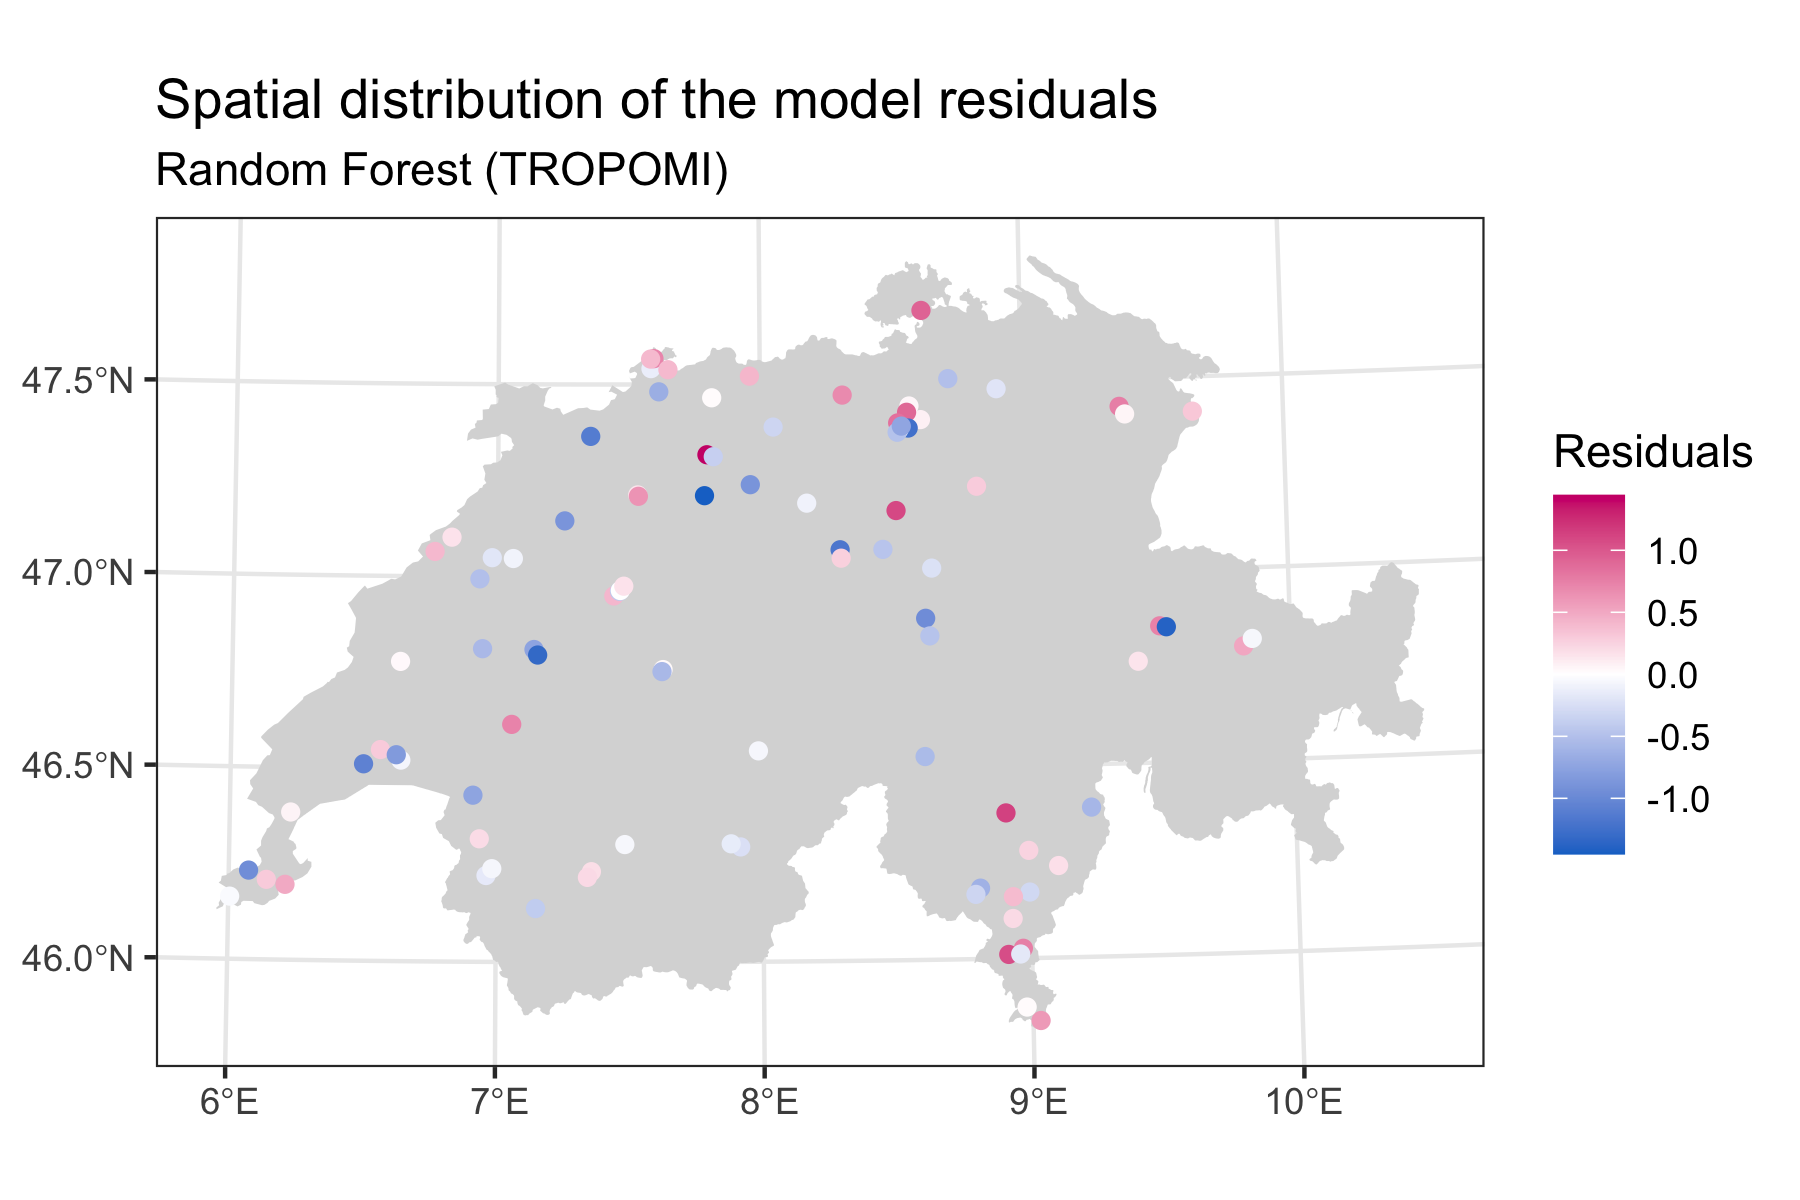 Spatial distribution of the model residuals
Random Forest (TROPOMI)
47.5°N
47.0°N
46.5°N
46.0°N
6°E
7°E
8°E
9°E
10°E
Residuals
1.0
0.5
0.0
-0.5
-1.0